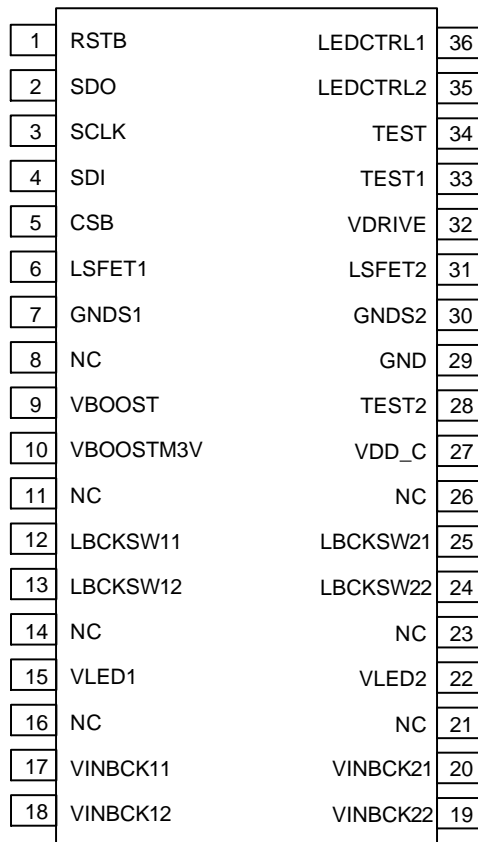 1 RSTB LEDCTRL1 36
2 SDO LEDCTRL2 35
3 SCLK TEST 34
4 SDI TEST1 33
5 CSB VDRIVE 32
6 LSFET1 LSFET2 31
7 GNDS1 GNDS2 30
8 NC GND 29
9 VBOOST TEST2 28
10 VBOOSTM3V VDD_C 27
11 NC NC 26
12 LBCKSW11 LBCKSW21 25
13 LBCKSW12 LBCKSW22 24
14 NC NC 23
15 VLED1 VLED2 22
16 NC NC 21
17 VINBCK11 VINBCK21 20
18 VINBCK12 VINBCK22 19